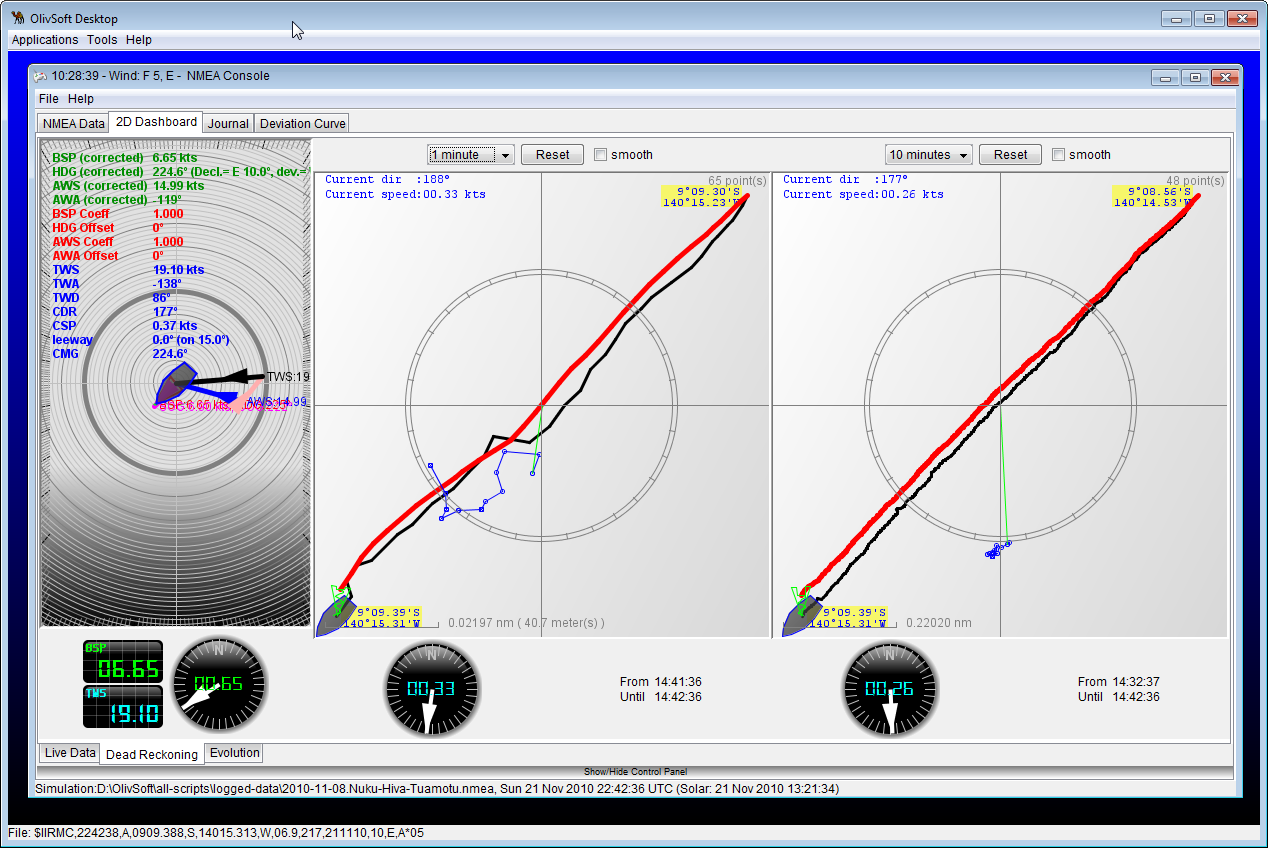 OlivSoft Desktop
Applications Tools Help
10:28:39 - Wind: F 5, E - NMEA Console
File Help
NMEA Data 2D Dashboard Journal Deviation Curve
BSP (corrected) 6.65 kts
HDG (corrected) 224.6° (Decl.= E 10.0°, dev.=
AWS (corrected) 14.99 kts
AWA (corrected) -119°
BSP Coeff 1.000
HDG Offset 0°
AWS Coeff 1.000
AWA Offset 0°
TWS 19.10 kts
TWA -138°
TWD 86°
CDR 177°
CSP 0.37 kts
leeway 0.0° (on 15.0°)
CMG 224.6°
TWS:19
AWS:14.99
1 minute Reset smooth
65 point(s)
Current dir :188°
Current speed:00.33 kts
9°09.30'S
140°15.23'W
9°09.39'S
140°15.31'W
0.02197 nm ( 40.7 meter(s) )
10 minutes Reset smooth
48 point(s)
Current dir :177°
Current speed:00.26 kts
9°08.56'S
140°14.53'W
9°09.39'S
140°15.31'W
0.22020 nm
BSP
06.65
TWS
19.10
N
00.65
N
00.33
From 14:41:36
Until 14:42:36
N
00.26
From 14:32:37
Until 14:42:36
Live Data Dead Reckoning Evolution
Show/Hide Control Panel
Simulation:D:\OlivSoft\all-scripts\logged-data\2010-11-08.Nuku-Hiva-Tuamotu.nmea, Sun 21 Nov 2010 22:42:36 UTC (Solar: 21 Nov 2010 13:21:34)
File: $IIRMC,224238,A,0909.388,S,14015.313,W,06.9,217,211110,10,E,A*05